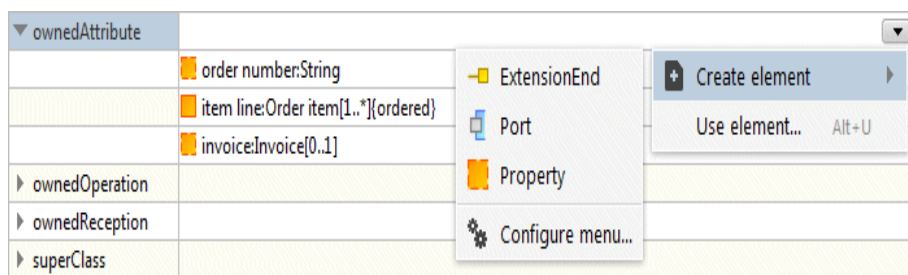 ownedAttribute
order number:String
item line:Order item[1..*]{ordered}
invoice:Invoice[0..1]
ownedOperation
ownedReception
superClass
ExtensionEnd
Port
Property
Configure menu...
Create element
Use element... Alt+U